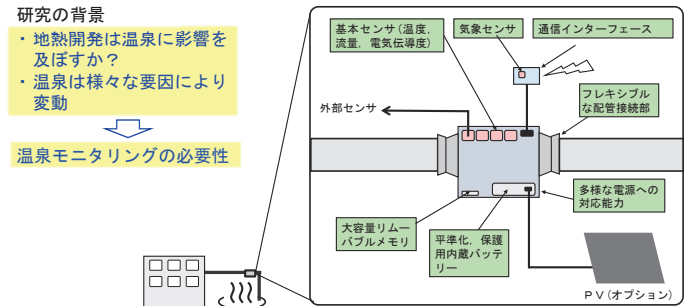 研究の背景
・地熱開発は温泉に影響を
及ぼすか？
・温泉は様々な要因により
変動
温泉モニタリングの必要性
基本センサ（温度、
流量、電気伝導度）
気象センサ
通信インターフェース
外部センサ
フレキシブル
な配管接続部
多様な電源への
対応能力
大容量リムー
バブルメモリ
平準化、保護
用内蔵バッテ
リー
ＰＶ（オプション）